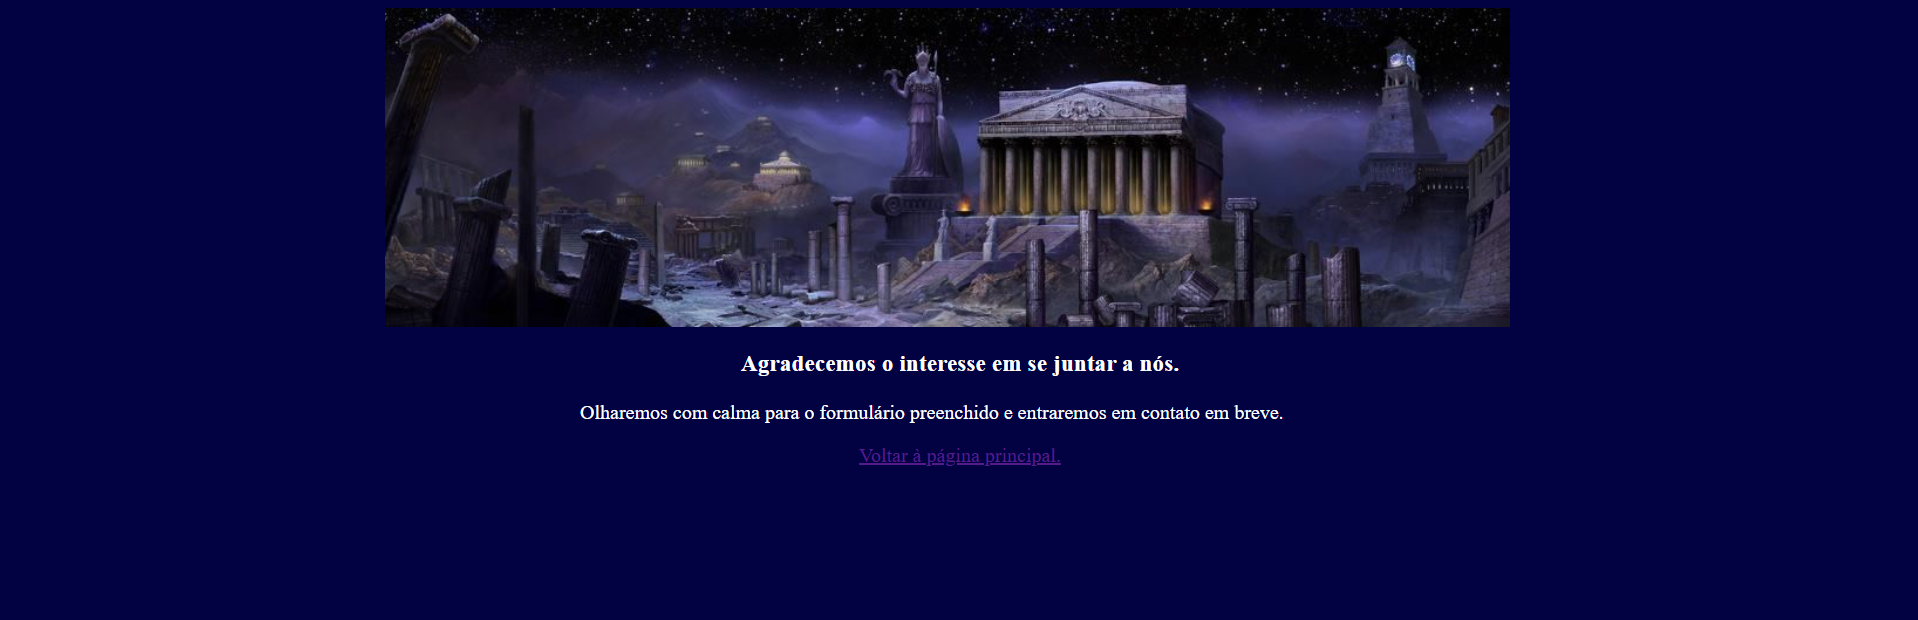 Agradecemos o interesse em se juntar a nós.
Olharemos com calma para o formulário preenchido e entraremos em contato em breve.
Voltar à página principal.